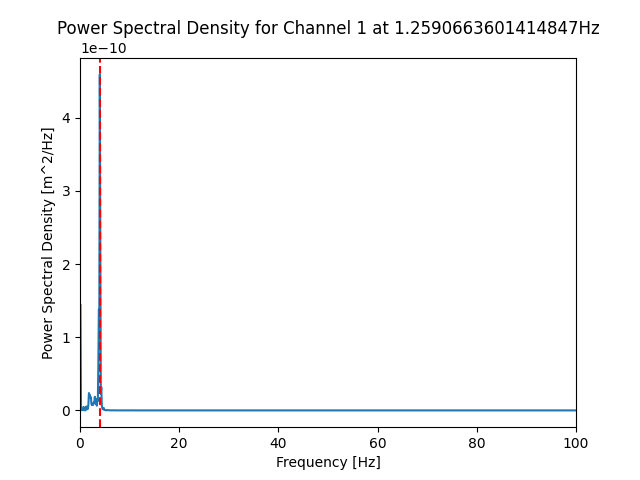 Power Spectral Density for Channel 1 at 1.2590663601414847Hz
1e−10
4
3
2
1
0
Power Spectral Density [m^2/Hz]
0 20 40 60 80 100
Frequency [Hz]